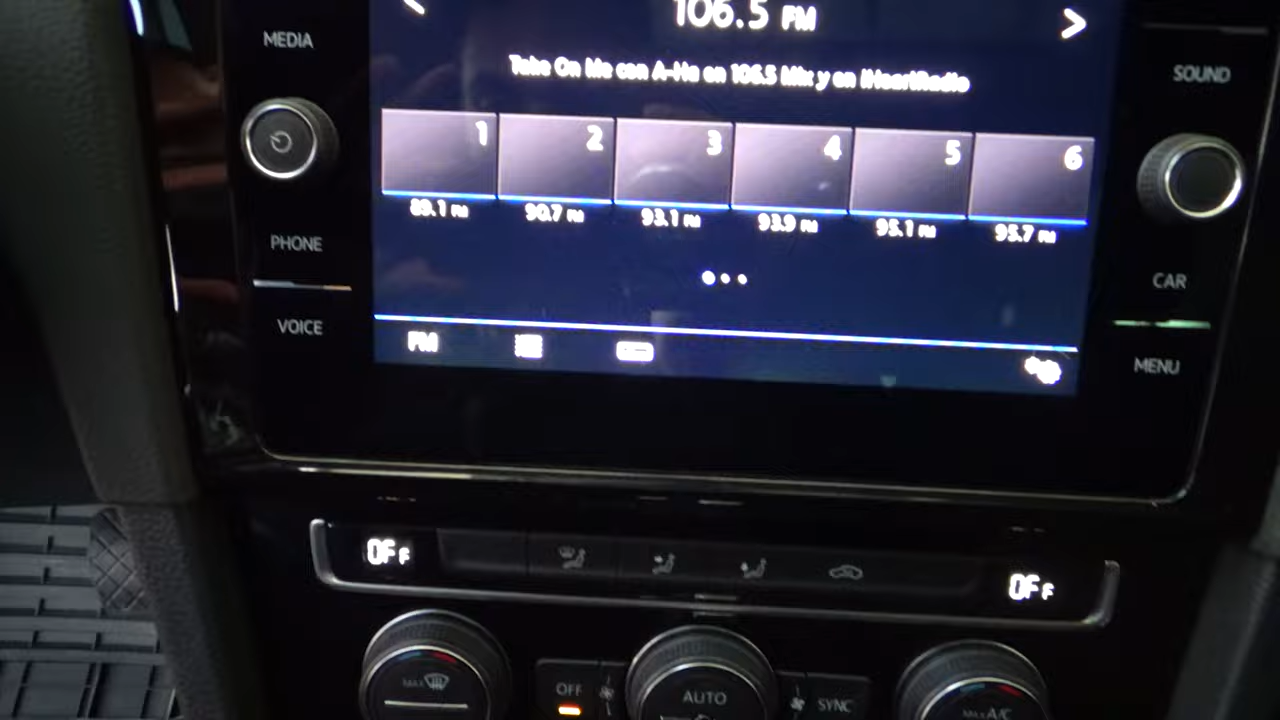 MEDIA
106.5 FM
SOUND
Take On Me con A-Ha en 106.5 Mix y en iHeartRadio
1 2 3 4 5 6
89.1 FM 90.7 FM 93.1 FM 93.9 FM 95.1 FM 95.7 FM
PHONE
CAR
VOICE
FM
MENU
OFF
OFF
MAX
OFF
AUTO
SYNC
MAX A/C